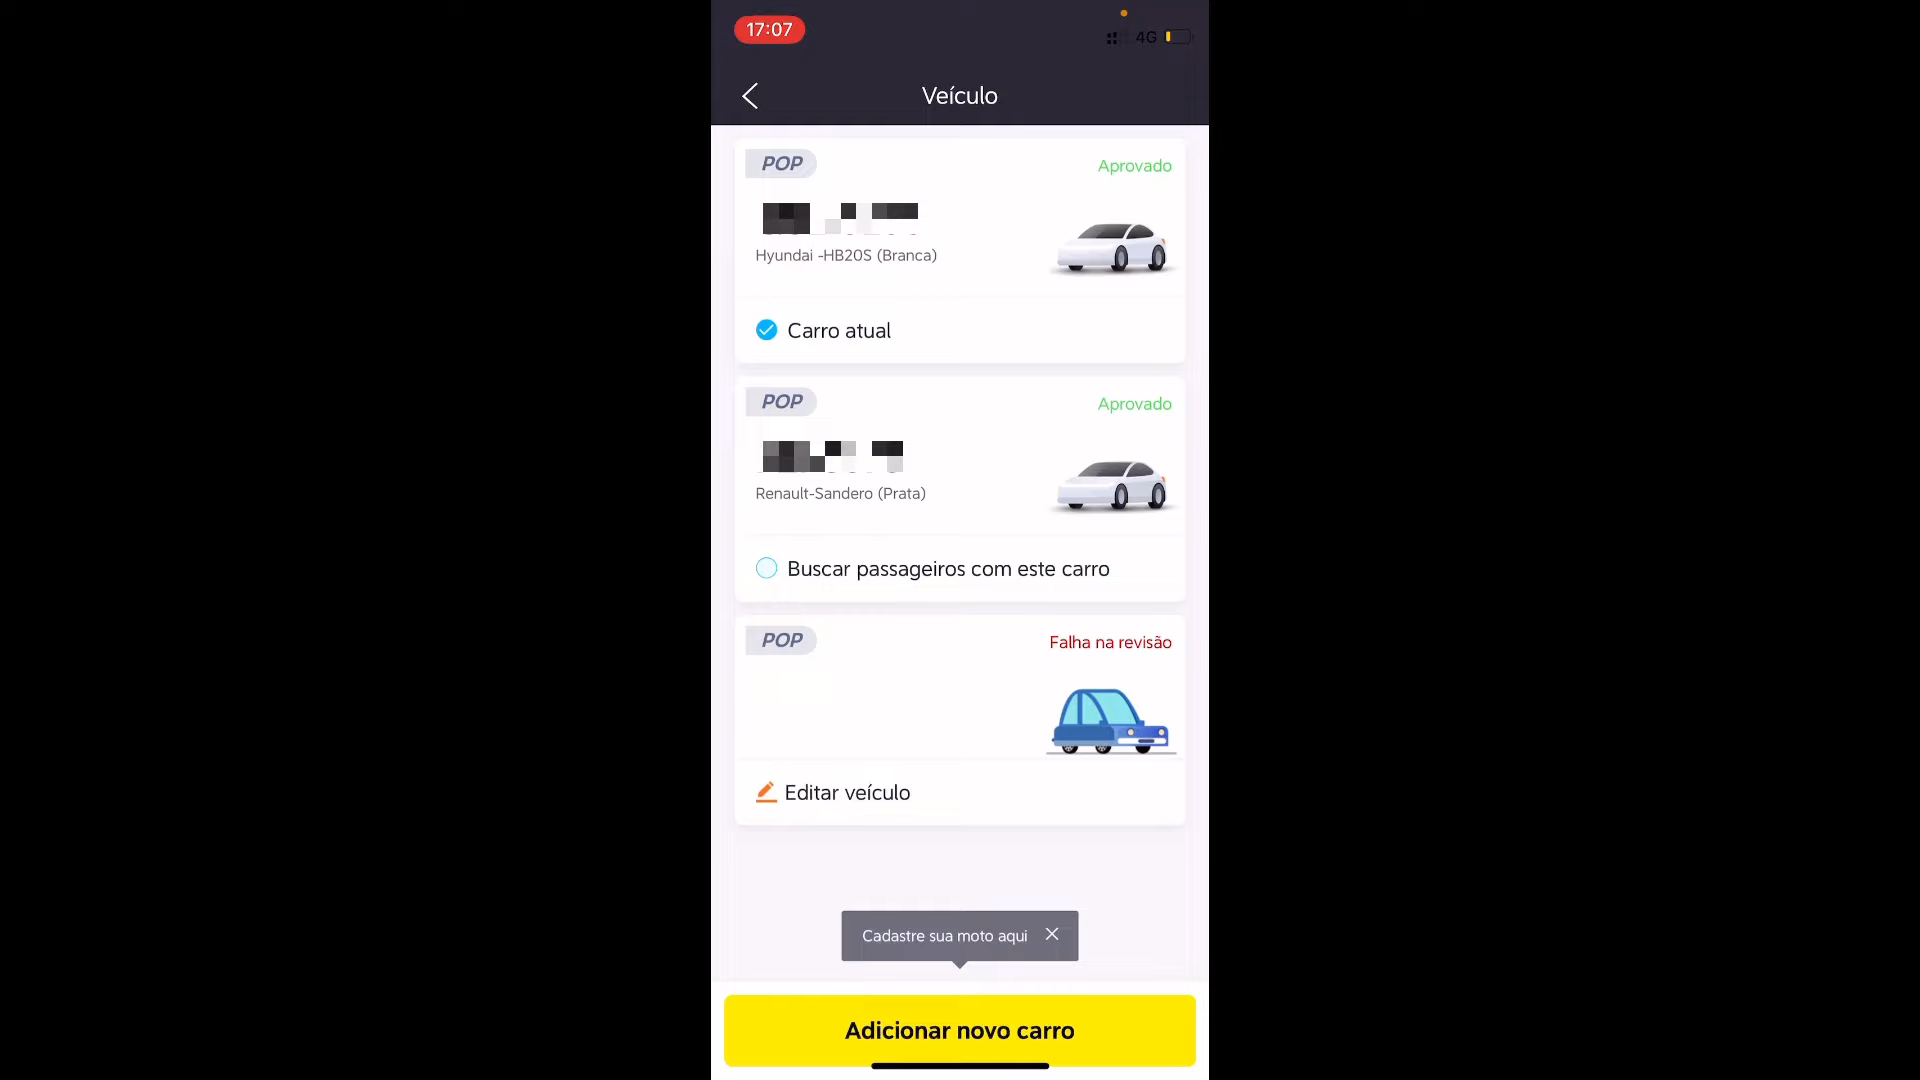 17:07
4G
Veículo
POP
Aprovado
Hyundai -HB20S (Branca)
Carro atual
POP
Aprovado
Renault-Sandero (Prata)
Buscar passageiros com este carro
POP
Falha na revisão
Editar veículo
Cadastre sua moto aqui
Adicionar novo carro